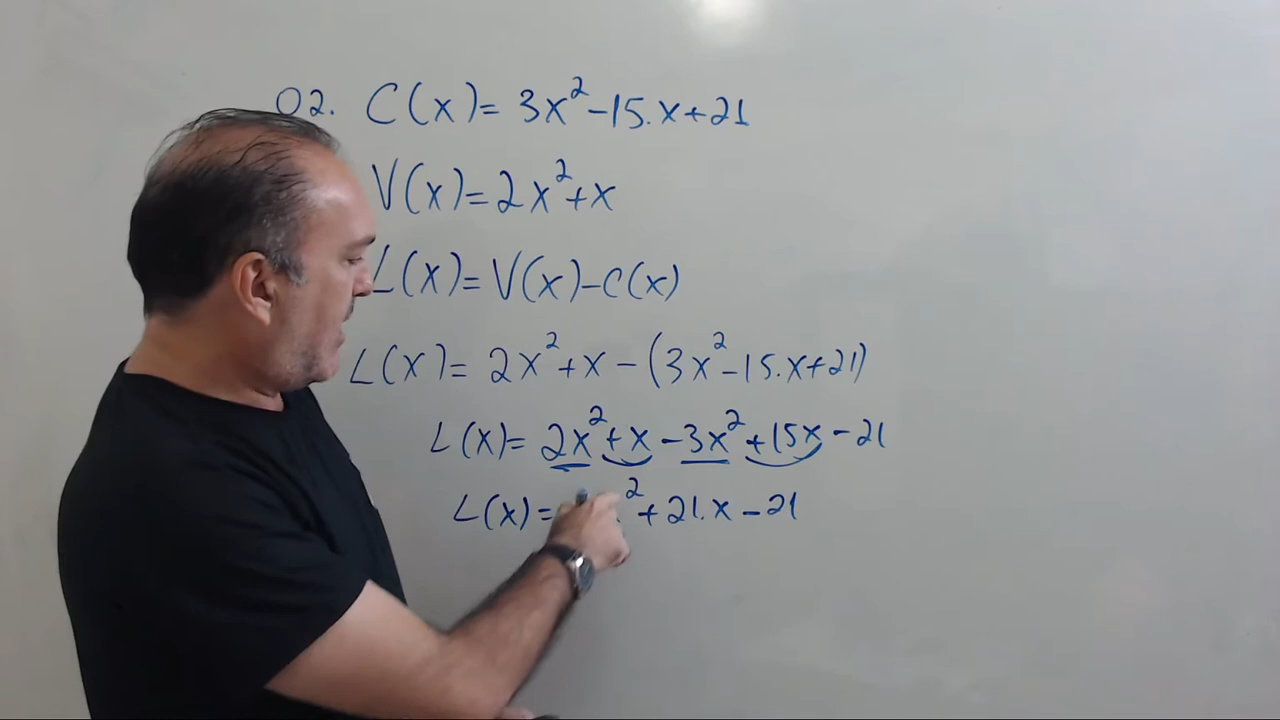 02. C(x)= 3x²-15.x+21
V(x)=2x²+x
L(x)=V(x)-C(x)
L(x)= 2x²+x-(3x²-15.x+21)
L(x)= 2x²+x-3x²+15x-21
L(x)= ² + 21.x - 21